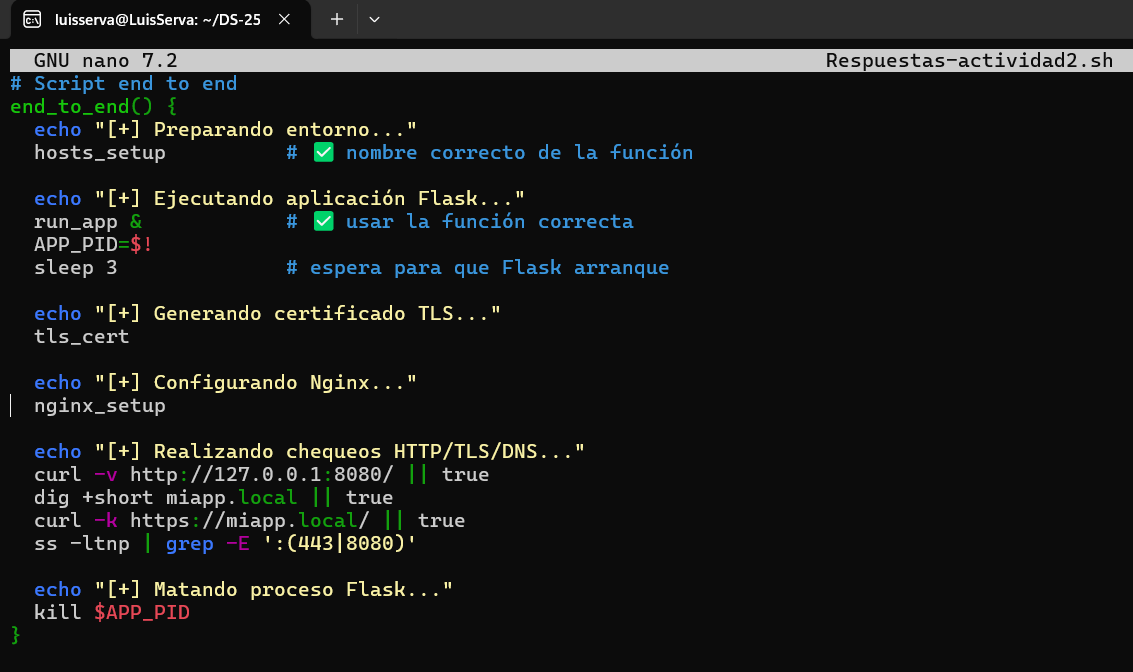 luisserva@LuisServa: ~/DS-25
GNU nano 7.2 Respuestas-actividad2.sh
# Script end to end
end_to_end() {
  echo "[+] Preparando entorno..."
  hosts_setup          # ✅ nombre correcto de la función

  echo "[+] Ejecutando aplicación Flask..."
  run_app &            # ✅ usar la función correcta
  APP_PID=$!
  sleep 3              # espera para que Flask arranque

  echo "[+] Generando certificado TLS..."
  tls_cert

  echo "[+] Configurando Nginx..."
  nginx_setup

  echo "[+] Realizando chequeos HTTP/TLS/DNS..."
  curl -v http://127.0.0.1:8080/ || true
  dig +short miapp.local || true
  curl -k https://miapp.local/ || true
  ss -ltnp | grep -E ':(443|8080)'

  echo "[+] Matando proceso Flask..."
  kill $APP_PID
}